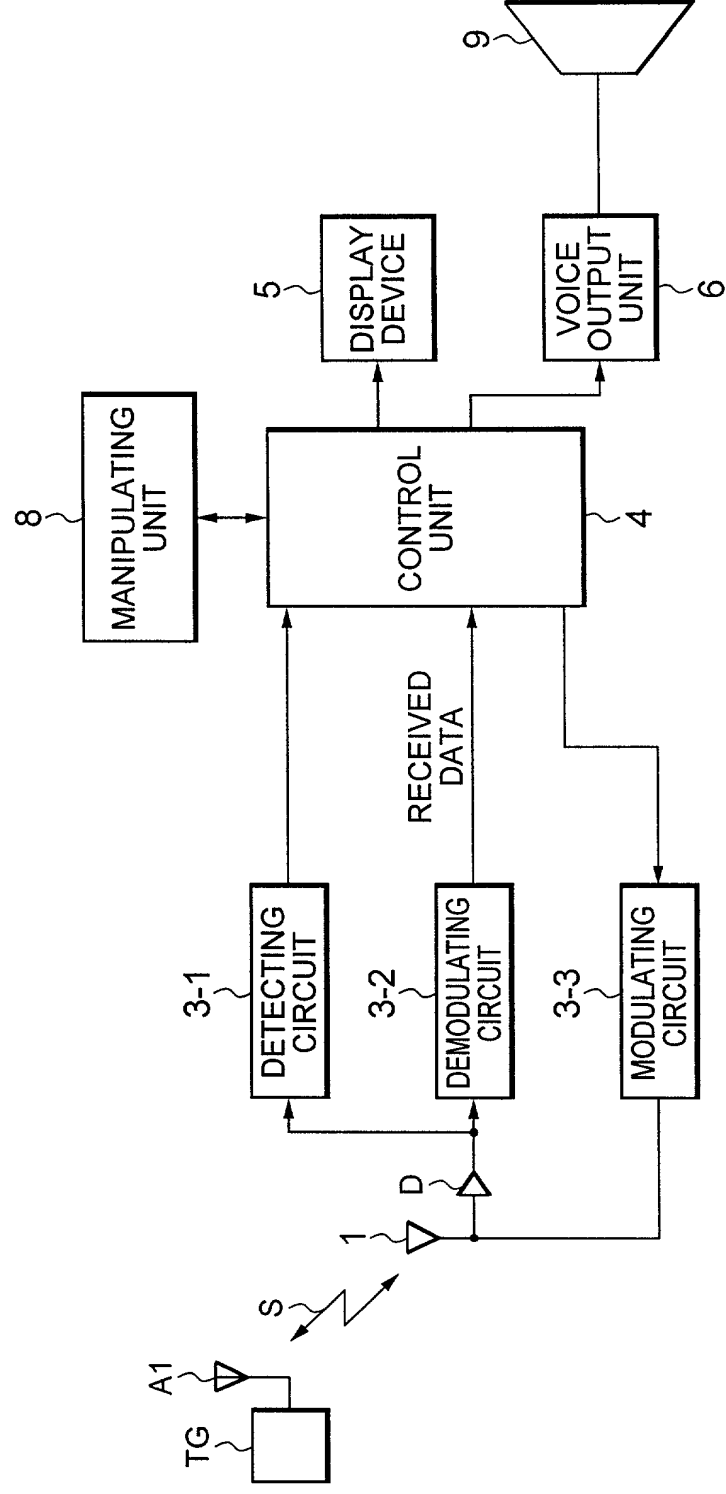 TG
A1
S
1
D
3-1
DETECTING
CIRCUIT
3-2
DEMODULATING
CIRCUIT
3-3
MODULATING
CIRCUIT
RECEIVED
DATA
8
MANIPULATING
UNIT
CONTROL
UNIT
4
5
DISPLAY
DEVICE
VOICE
OUTPUT
UNIT
6
9